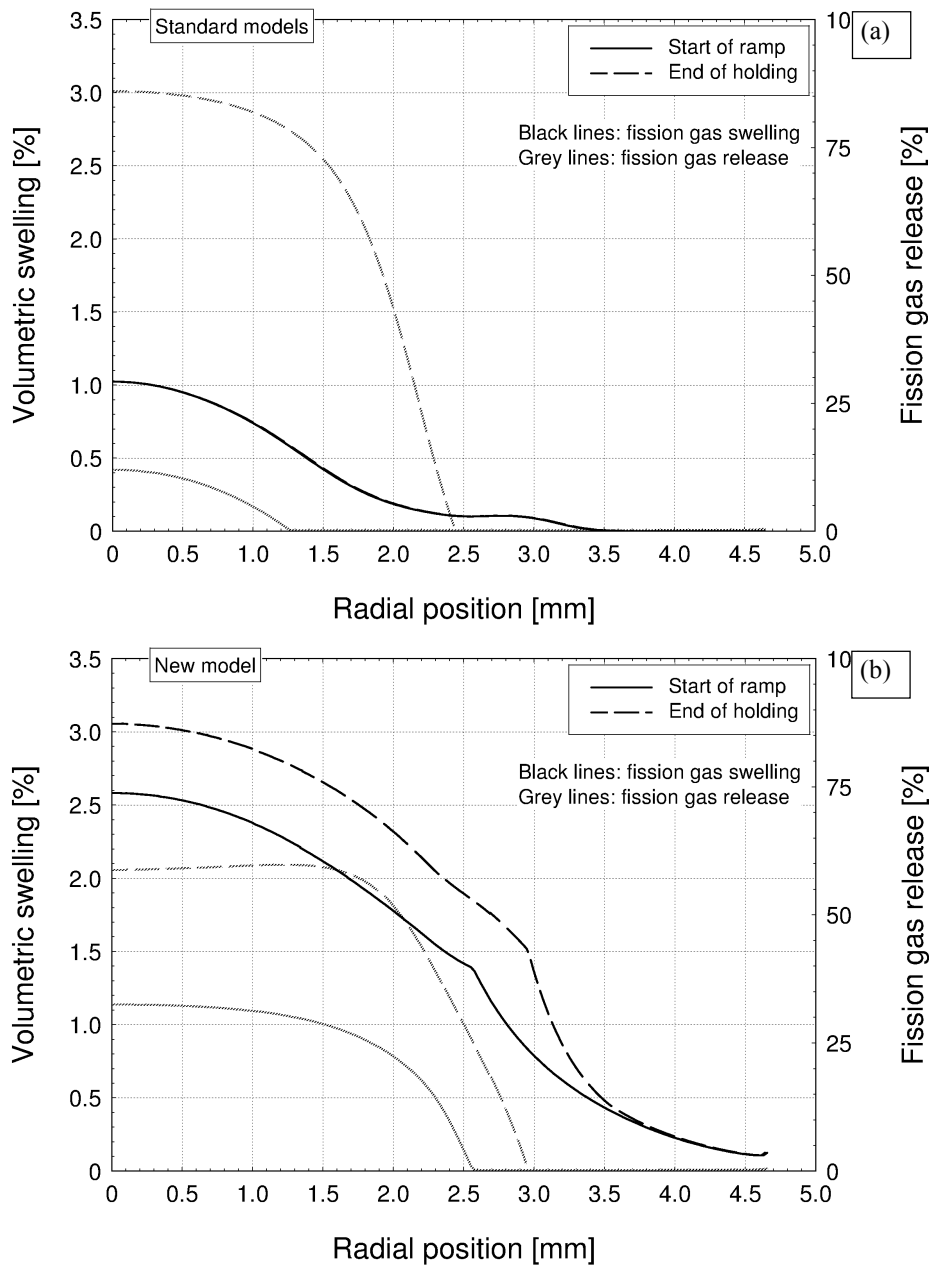 Standard models
(a)
Start of ramp
End of holding
Black lines: fission gas swelling
Grey lines: fission gas release
Volumetric swelling [%]
3.5
3.0
2.5
2.0
1.5
1.0
0.5
0
10
75
50
25
0
Fission gas release [%]
0 0.5 1.0 1.5 2.0 2.5 3.0 3.5 4.0 4.5 5.0
Radial position [mm]
New model
(b)
Start of ramp
End of holding
Black lines: fission gas swelling
Grey lines: fission gas release
Volumetric swelling [%]
3.5
3.0
2.5
2.0
1.5
1.0
0.5
0
10
75
50
25
0
Fission gas release [%]
0 0.5 1.0 1.5 2.0 2.5 3.0 3.5 4.0 4.5 5.0
Radial position [mm]